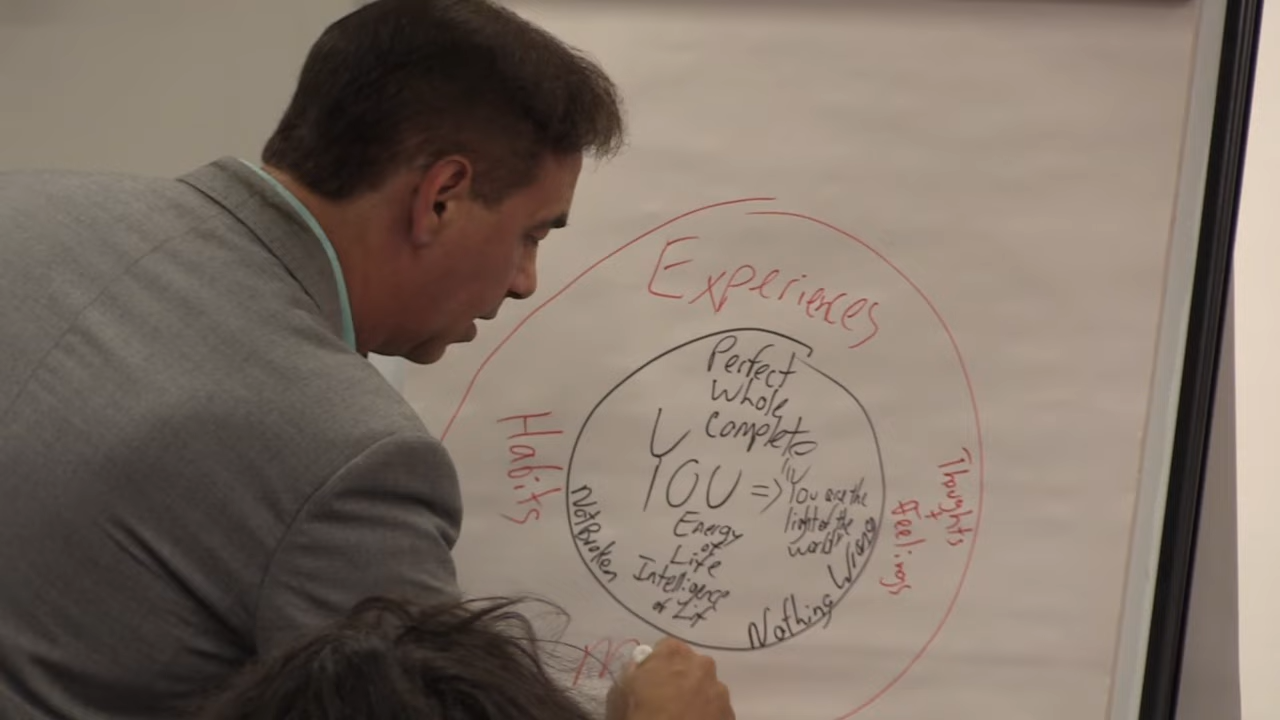 Experiences
Perfect
Whole
Complete
YOU => "You are the
light of the
world"
Energy
of
Life
Intelligence
of Lif
Not Broken
Nothing Wrong
Habits
Thoughts
+
feelings